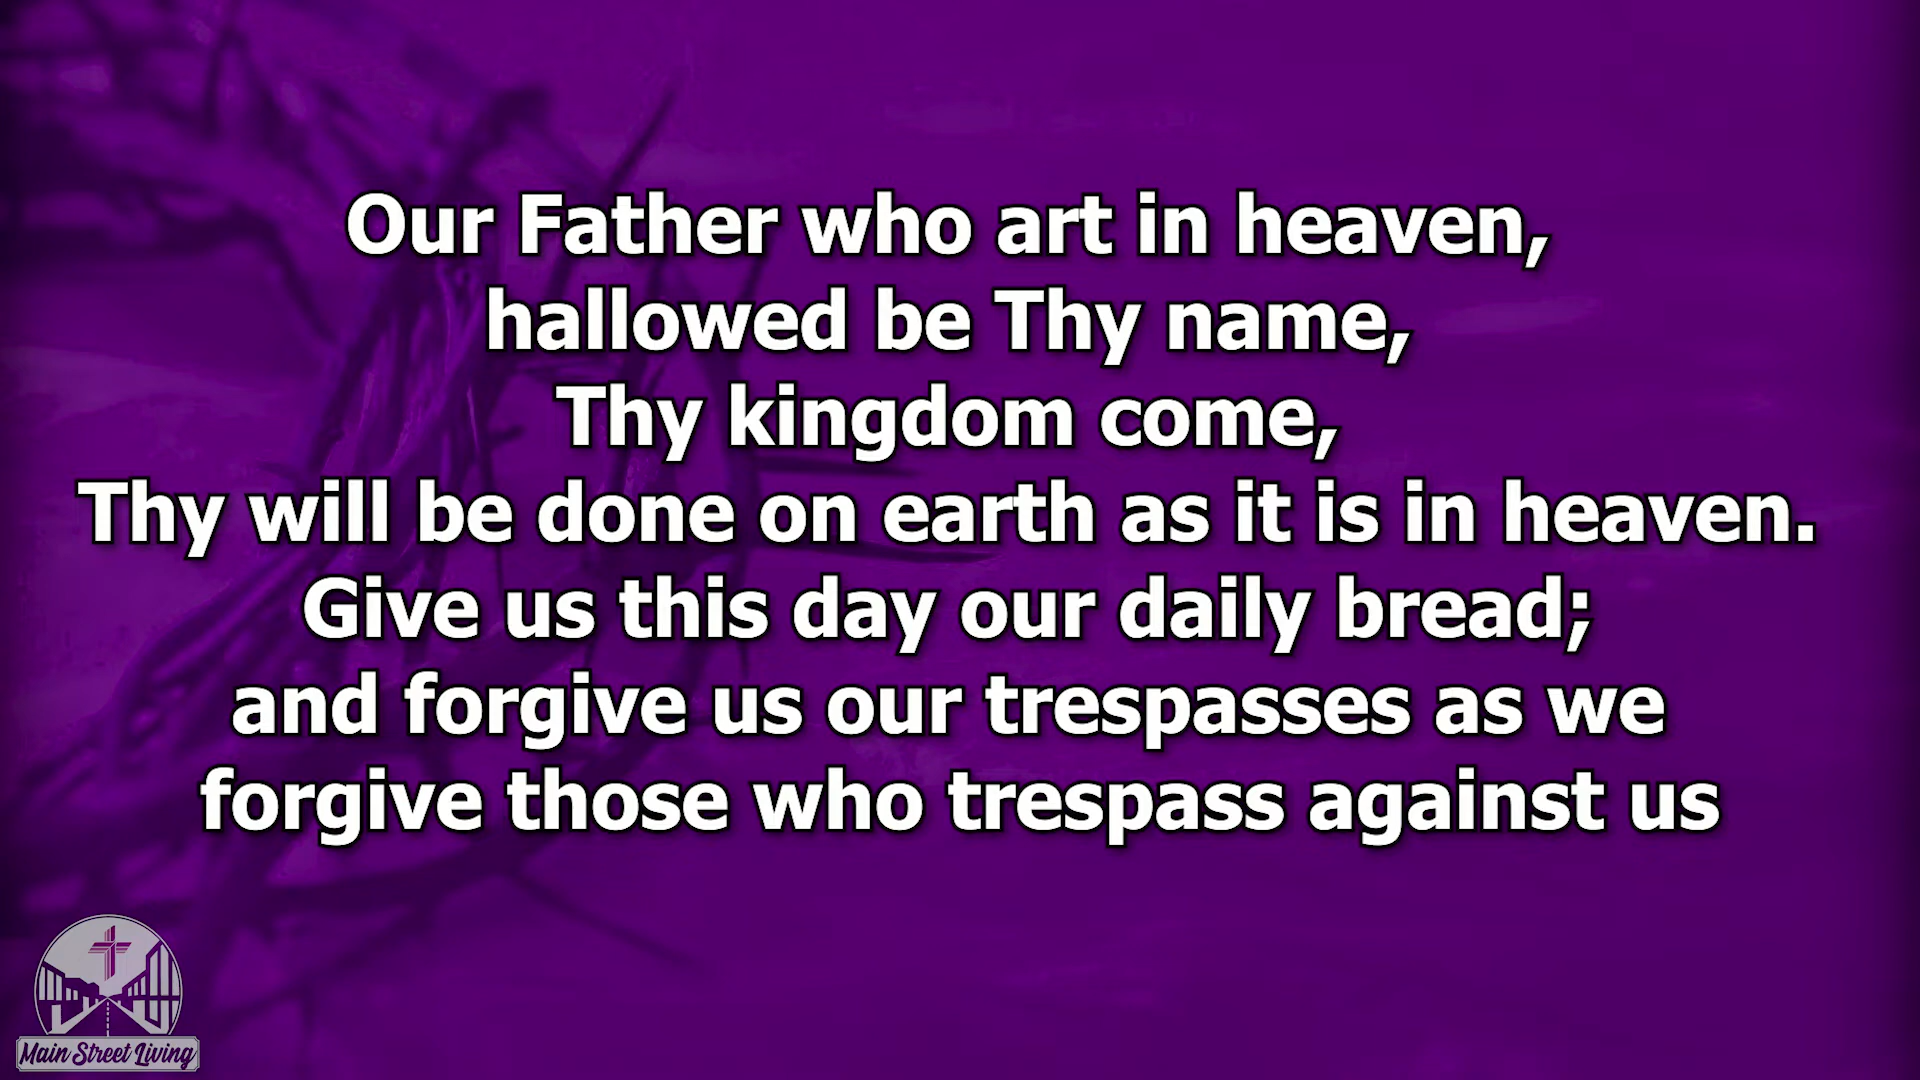 Our Father who art in heaven,
hallowed be Thy name,
Thy kingdom come,
Thy will be done on earth as it is in heaven.
Give us this day our daily bread;
and forgive us our trespasses as we
forgive those who trespass against us
Main Street Living